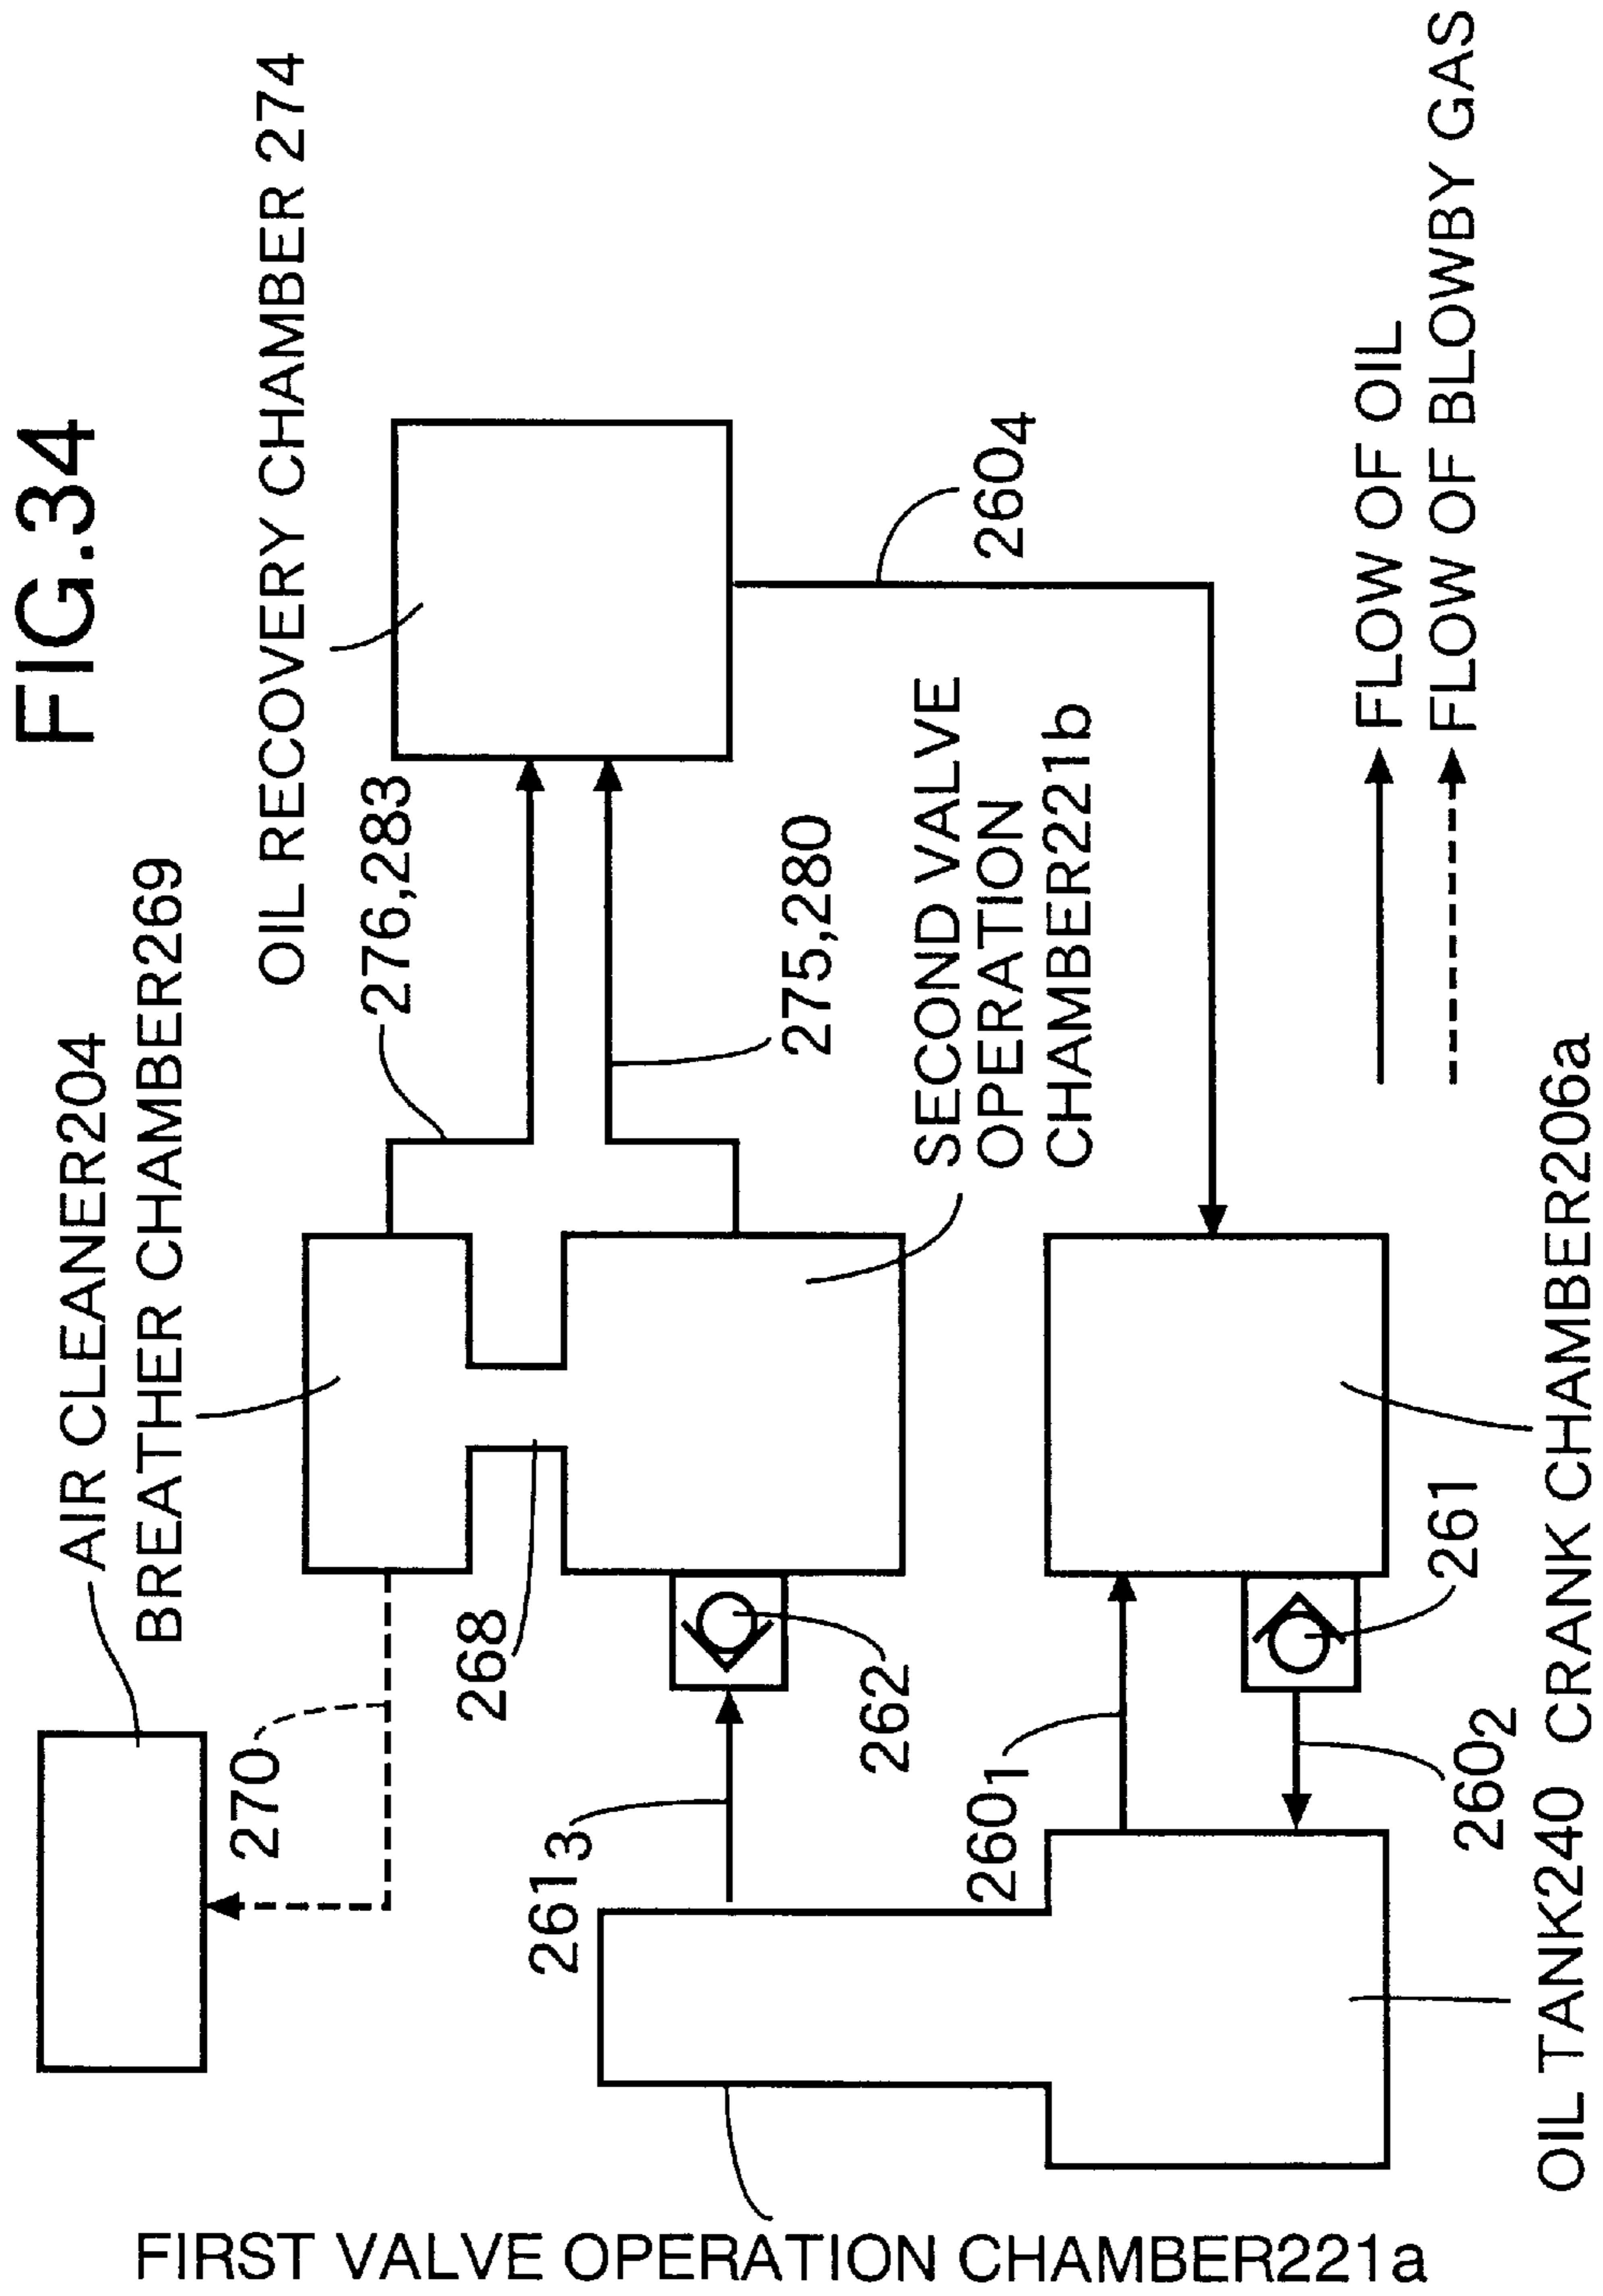 FIG.34
AIR CLEANER204
BREATHER CHAMBER269
OIL RECOVERY CHAMBER 274
270
276,283
268
261₃
262
275,280
SECOND VALVE
OPERATION
CHAMBER221b
260₄
260₁
261
260₂
FIRST VALVE OPERATION CHAMBER221a
OIL TANK240
CRANK CHAMBER206a
FLOW OF OIL
FLOW OF BLOWBY GAS